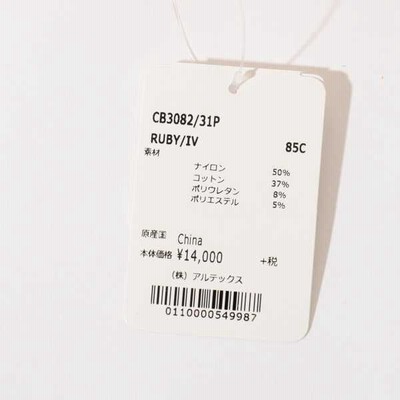 CB3082/31P
RUBY/IV 85C
素材
ナイロン 50%
コットン 37%
ポリウレタン 8%
ポリエステル 5%
原産国 China
本体価格 ¥14,000 +税
(株) アルテックス
0110000549987